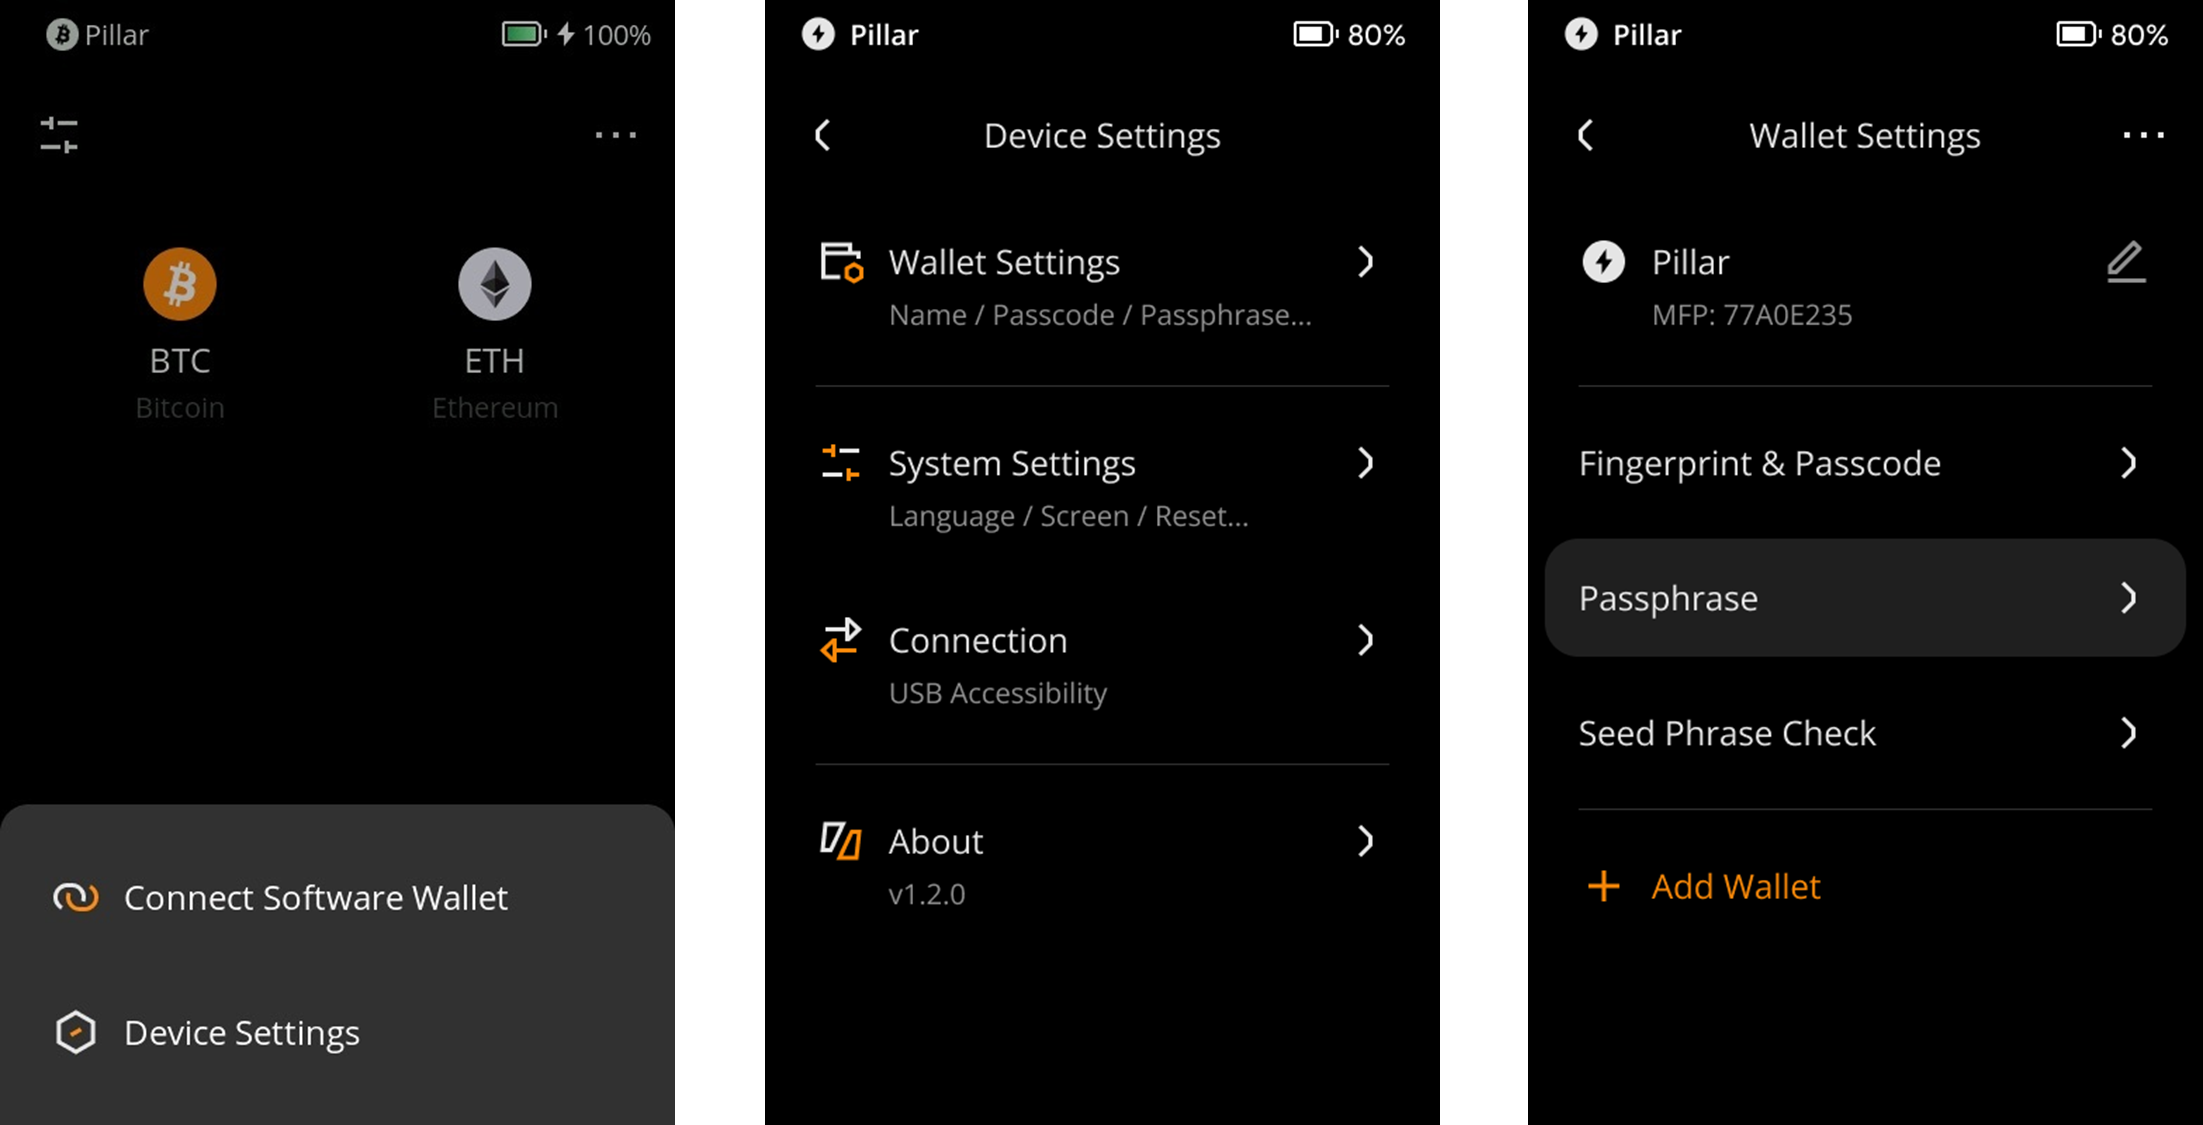 Pillar 100%
...
BTC ETH
Bitcoin Ethereum
Connect Software Wallet
Device Settings
Pillar 80%
Device Settings
Wallet Settings
Name / Passcode / Passphrase...
System Settings
Language / Screen / Reset...
Connection
USB Accessibility
About
v1.2.0
Pillar 80%
Wallet Settings ...
Pillar
MFP: 77A0E235
Fingerprint & Passcode
Passphrase
Seed Phrase Check
+ Add Wallet